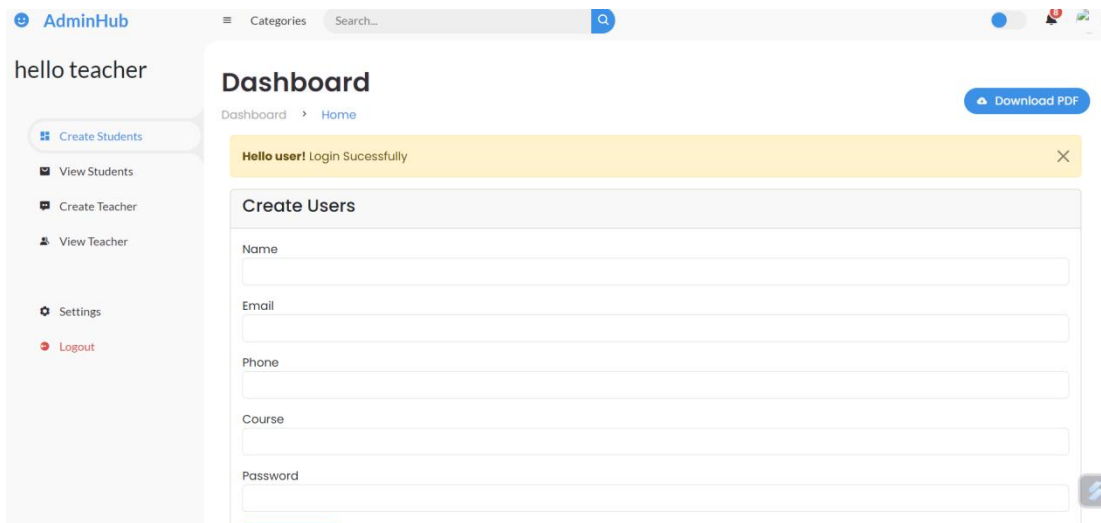 AdminHub
Categories
Search...
8
hello teacher
Dashboard
Dashboard > Home
Download PDF
Create Students
View Students
Create Teacher
View Teacher
Settings
Logout
Hello user! Login Sucessfully
Create Users
Name
Email
Phone
Course
Password